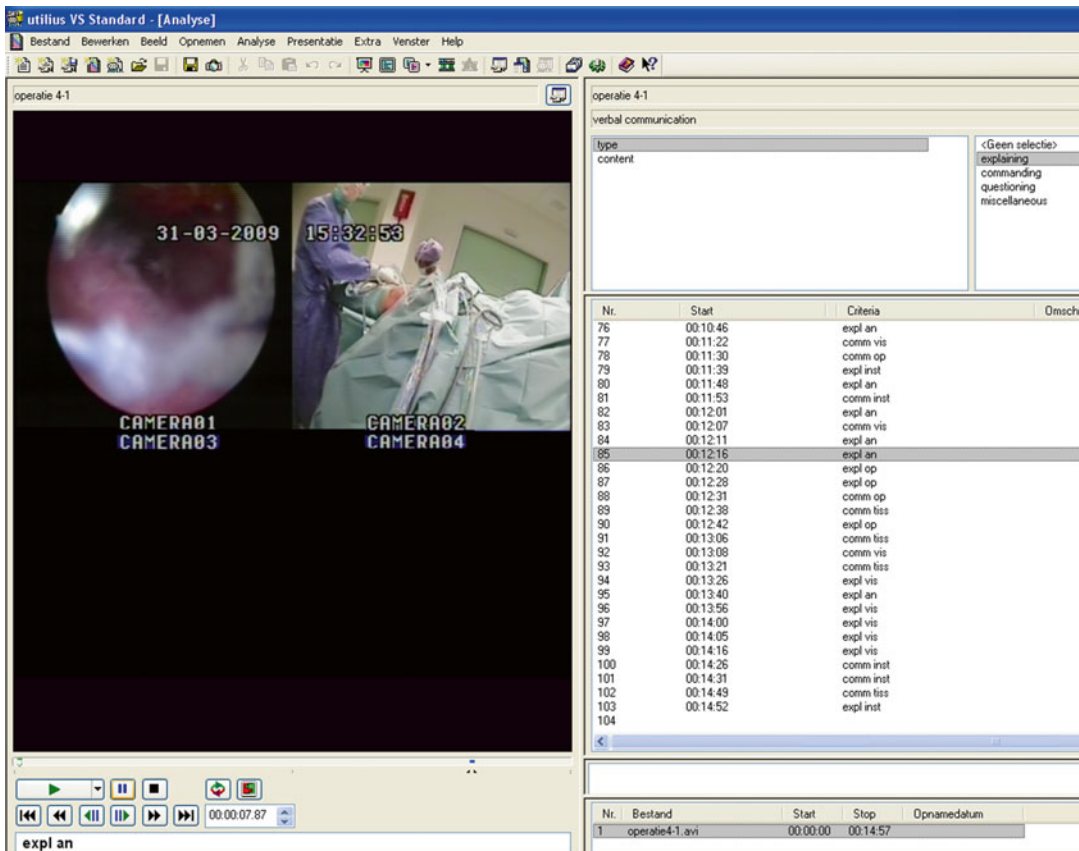 utilius VS Standard - [Analyse]
Bestand Bewerken Beeld Opnemen Analyse Presentatie Extra Venster Help
operatie 4-1
31-03-2009 15:32:53
CAMERA01 CAMERA02
CAMERA03 CAMERA04
00:00:07.87
expl an
operatie 4-1
verbal communication
type
content
<Geen selectie>
explaining
commanding
questioning
miscellaneous
Nr. Start Criteria Omsch
76 00:10:46 expl an
77 00:11:22 comm vis
78 00:11:30 comm op
79 00:11:39 expl inst
80 00:11:48 expl an
81 00:11:53 comm inst
82 00:12:01 expl an
83 00:12:07 comm vis
84 00:12:11 expl an
85 00:12:16 expl an
86 00:12:20 expl op
87 00:12:28 expl op
88 00:12:31 comm op
89 00:12:38 comm tiss
90 00:12:42 expl op
91 00:13:06 comm tiss
92 00:13:08 comm vis
93 00:13:21 comm tiss
94 00:13:26 expl vis
95 00:13:40 expl an
96 00:13:56 expl vis
97 00:14:00 expl vis
98 00:14:05 expl vis
99 00:14:16 expl vis
100 00:14:26 comm inst
101 00:14:31 comm inst
102 00:14:49 comm tiss
103 00:14:52 expl inst
104
Nr. Bestand Start Stop Opnamedatum
1 operatie4-1.avi 00:00:00 00:14:57